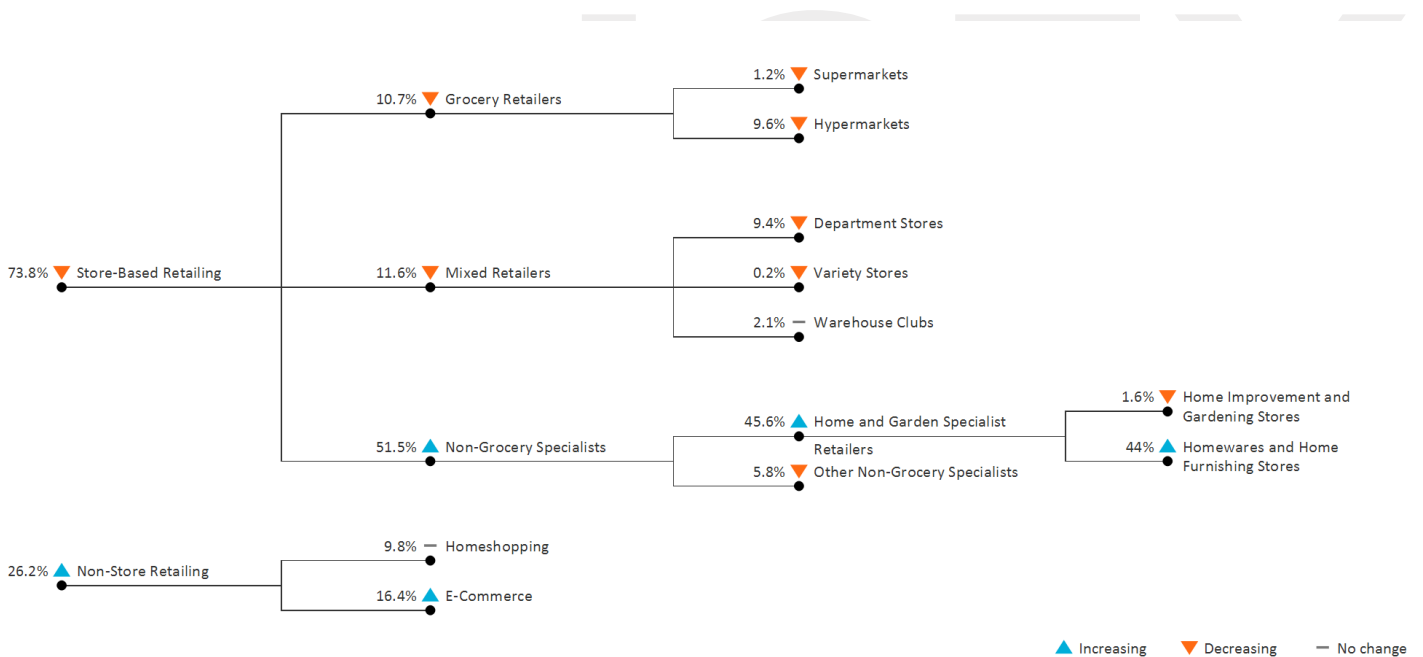 1.2% Supermarkets
10.7% Grocery Retailers
9.6% Hypermarkets
9.4% Department Stores
73.8% Store-Based Retailing
11.6% Mixed Retailers
0.2% Variety Stores
2.1% Warehouse Clubs
1.6% Home Improvement and
Gardening Stores
45.6% Home and Garden Specialist
Retailers
51.5% Non-Grocery Specialists
44% Homewares and Home
Furnishing Stores
5.8% Other Non-Grocery Specialists
9.8% Homeshopping
26.2% Non-Store Retailing
16.4% E-Commerce
Increasing Decreasing No change